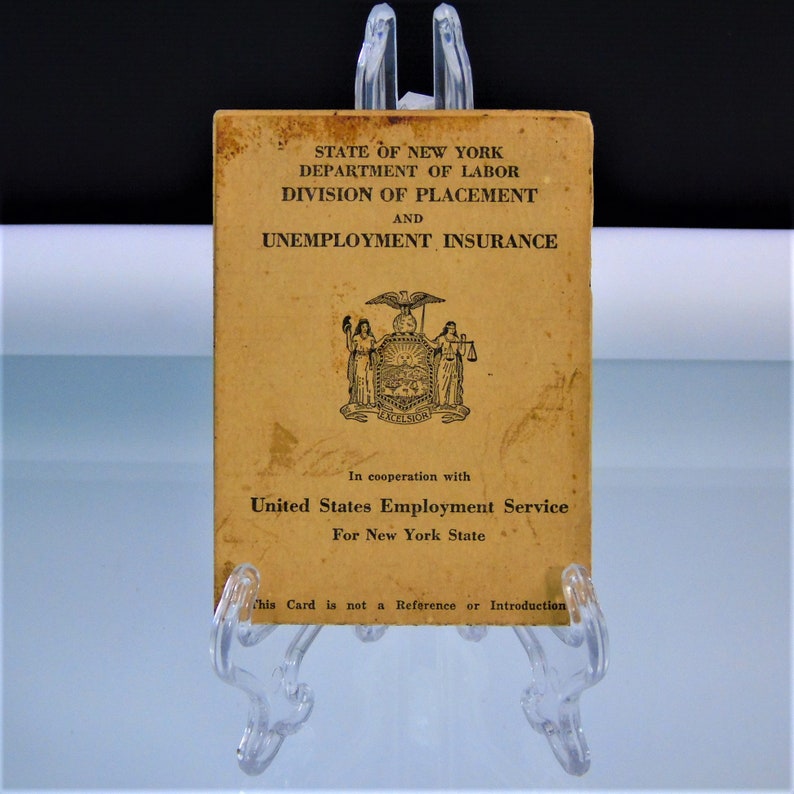 STATE OF NEW YORK
DEPARTMENT OF LABOR
DIVISION OF PLACEMENT
AND
UNEMPLOYMENT INSURANCE
EXCELSIOR
In cooperation with
United States Employment Service
For New York State
This Card is not a Reference or Introduction